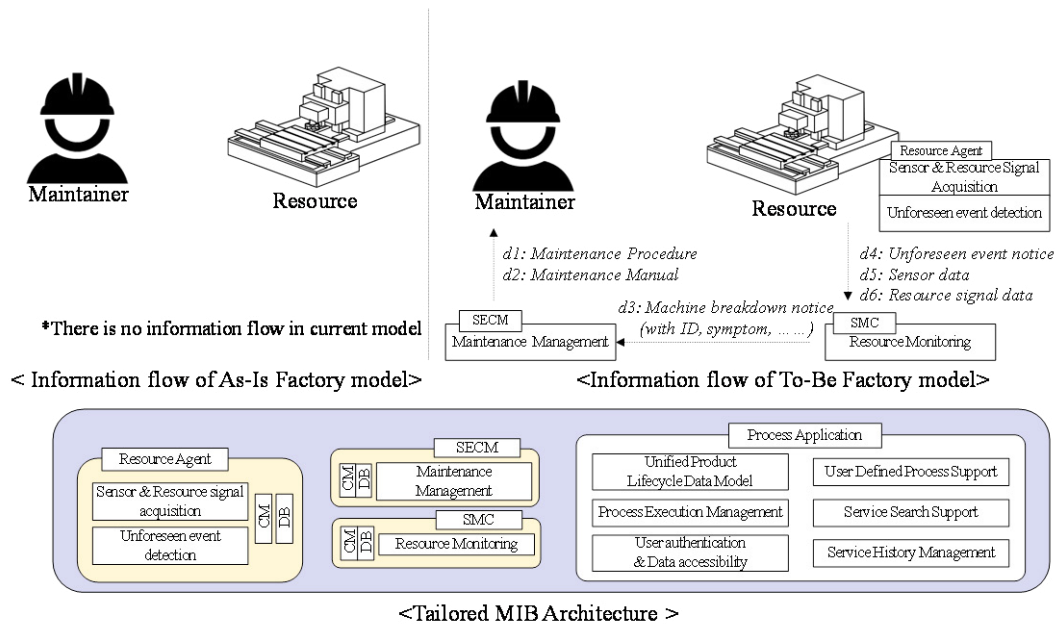 Maintainer
Resource
*There is no information flow in current model
< Information flow of As-Is Factory model>
Maintainer
Resource
Resource Agent
Sensor & Resource Signal
Acquisition
Unforeseen event detection
d1: Maintenance Procedure
d2: Maintenance Manual
d4: Unforeseen event notice
d5: Sensor data
d6: Resource signal data
d3: Machine breakdown notice
(with ID, symptom, ……)
SECM
Maintenance Management
SMC
Resource Monitoring
<Information flow of To-Be Factory model>
Resource Agent
Sensor & Resource signal
acquisition
Unforeseen event
detection
CM
DB
SECM
CM
DB
Maintenance
Management
SMC
CM
DB
Resource Monitoring
Process Application
Unified Product
Lifecycle Data Model
User Defined Process Support
Process Execution Management
Service Search Support
User authentication
& Data accessibility
Service History Management
<Tailored MIB Architecture >